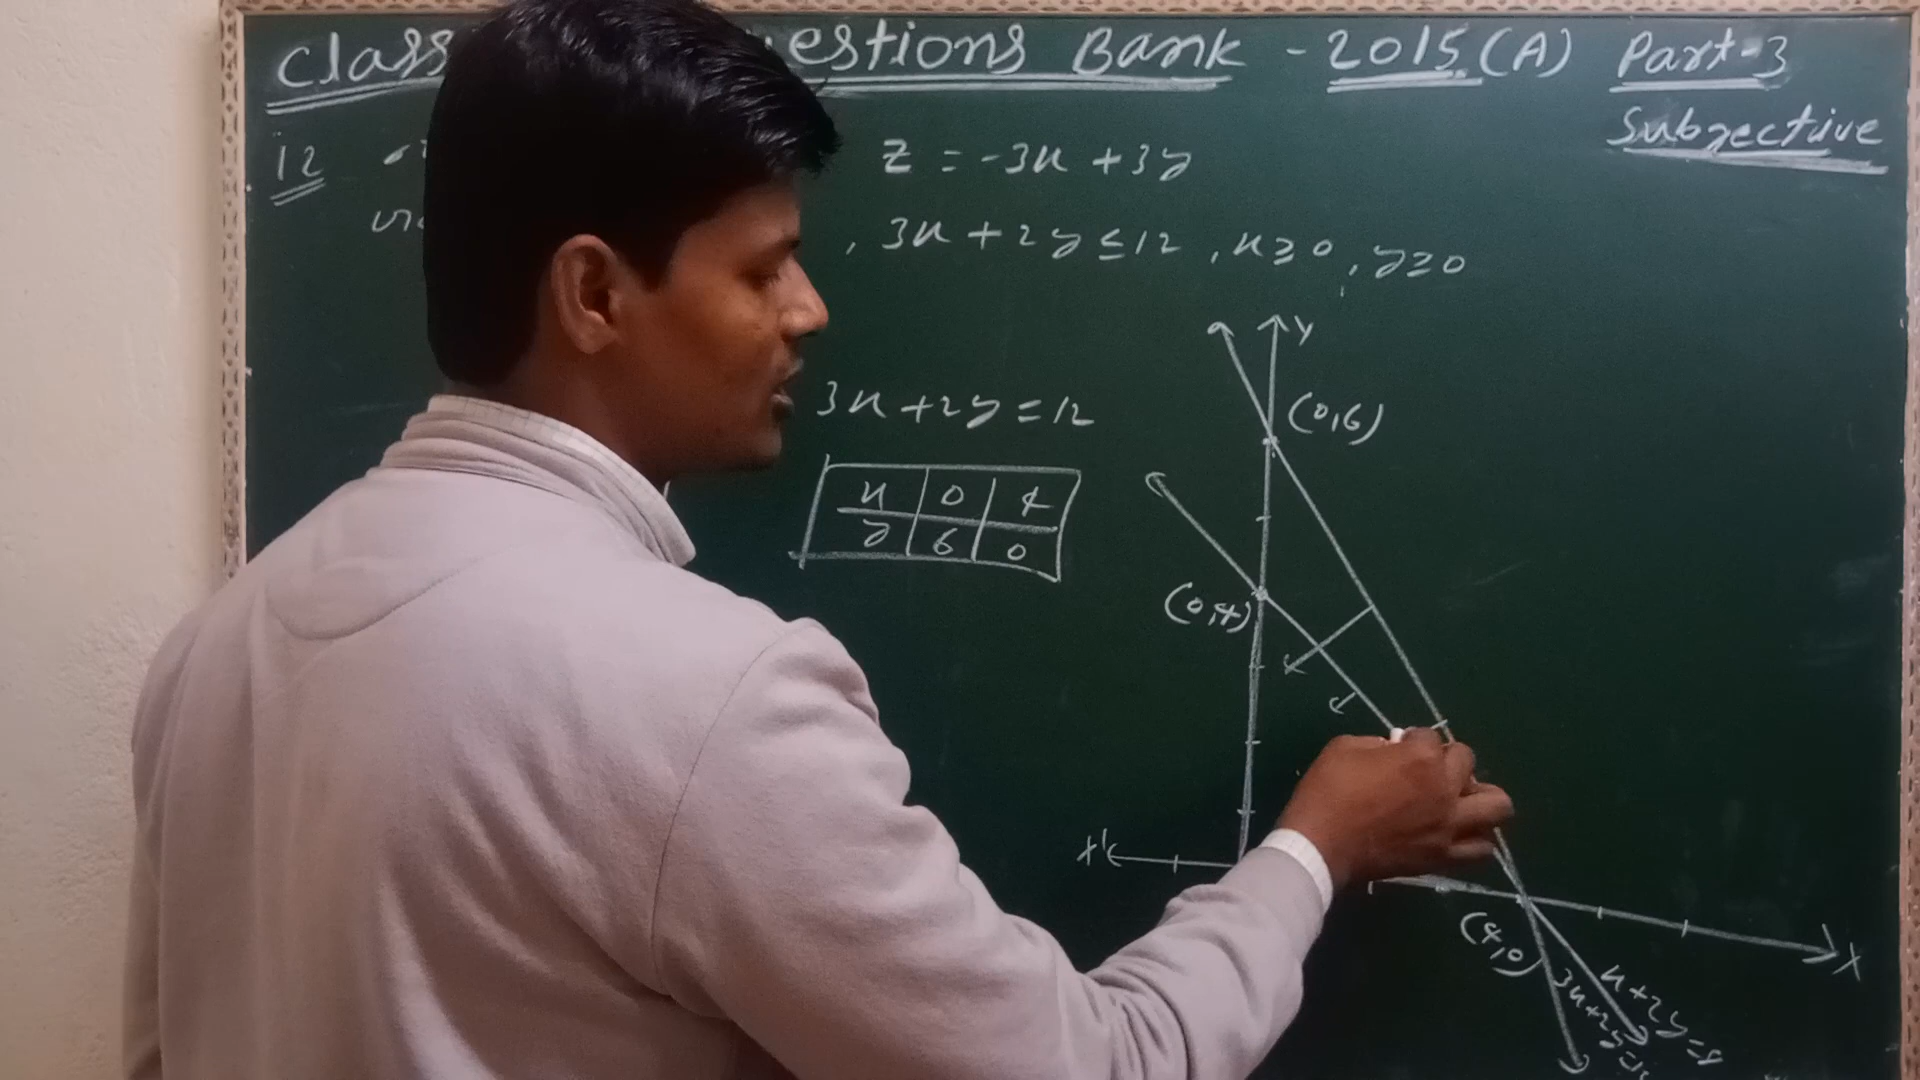 Class estions Bank - 2015 (A) Part-3
Subjective
12 Z = -3x + 3y
, 3x + 2y ≤ 12 , x ≥ 0 , y ≥ 0
3x + 2y = 12
x 0 4
y 6 0
Y
(0,6)
(0,4)
X'
X
(4,0)
x+2y=8
3x+2y=12